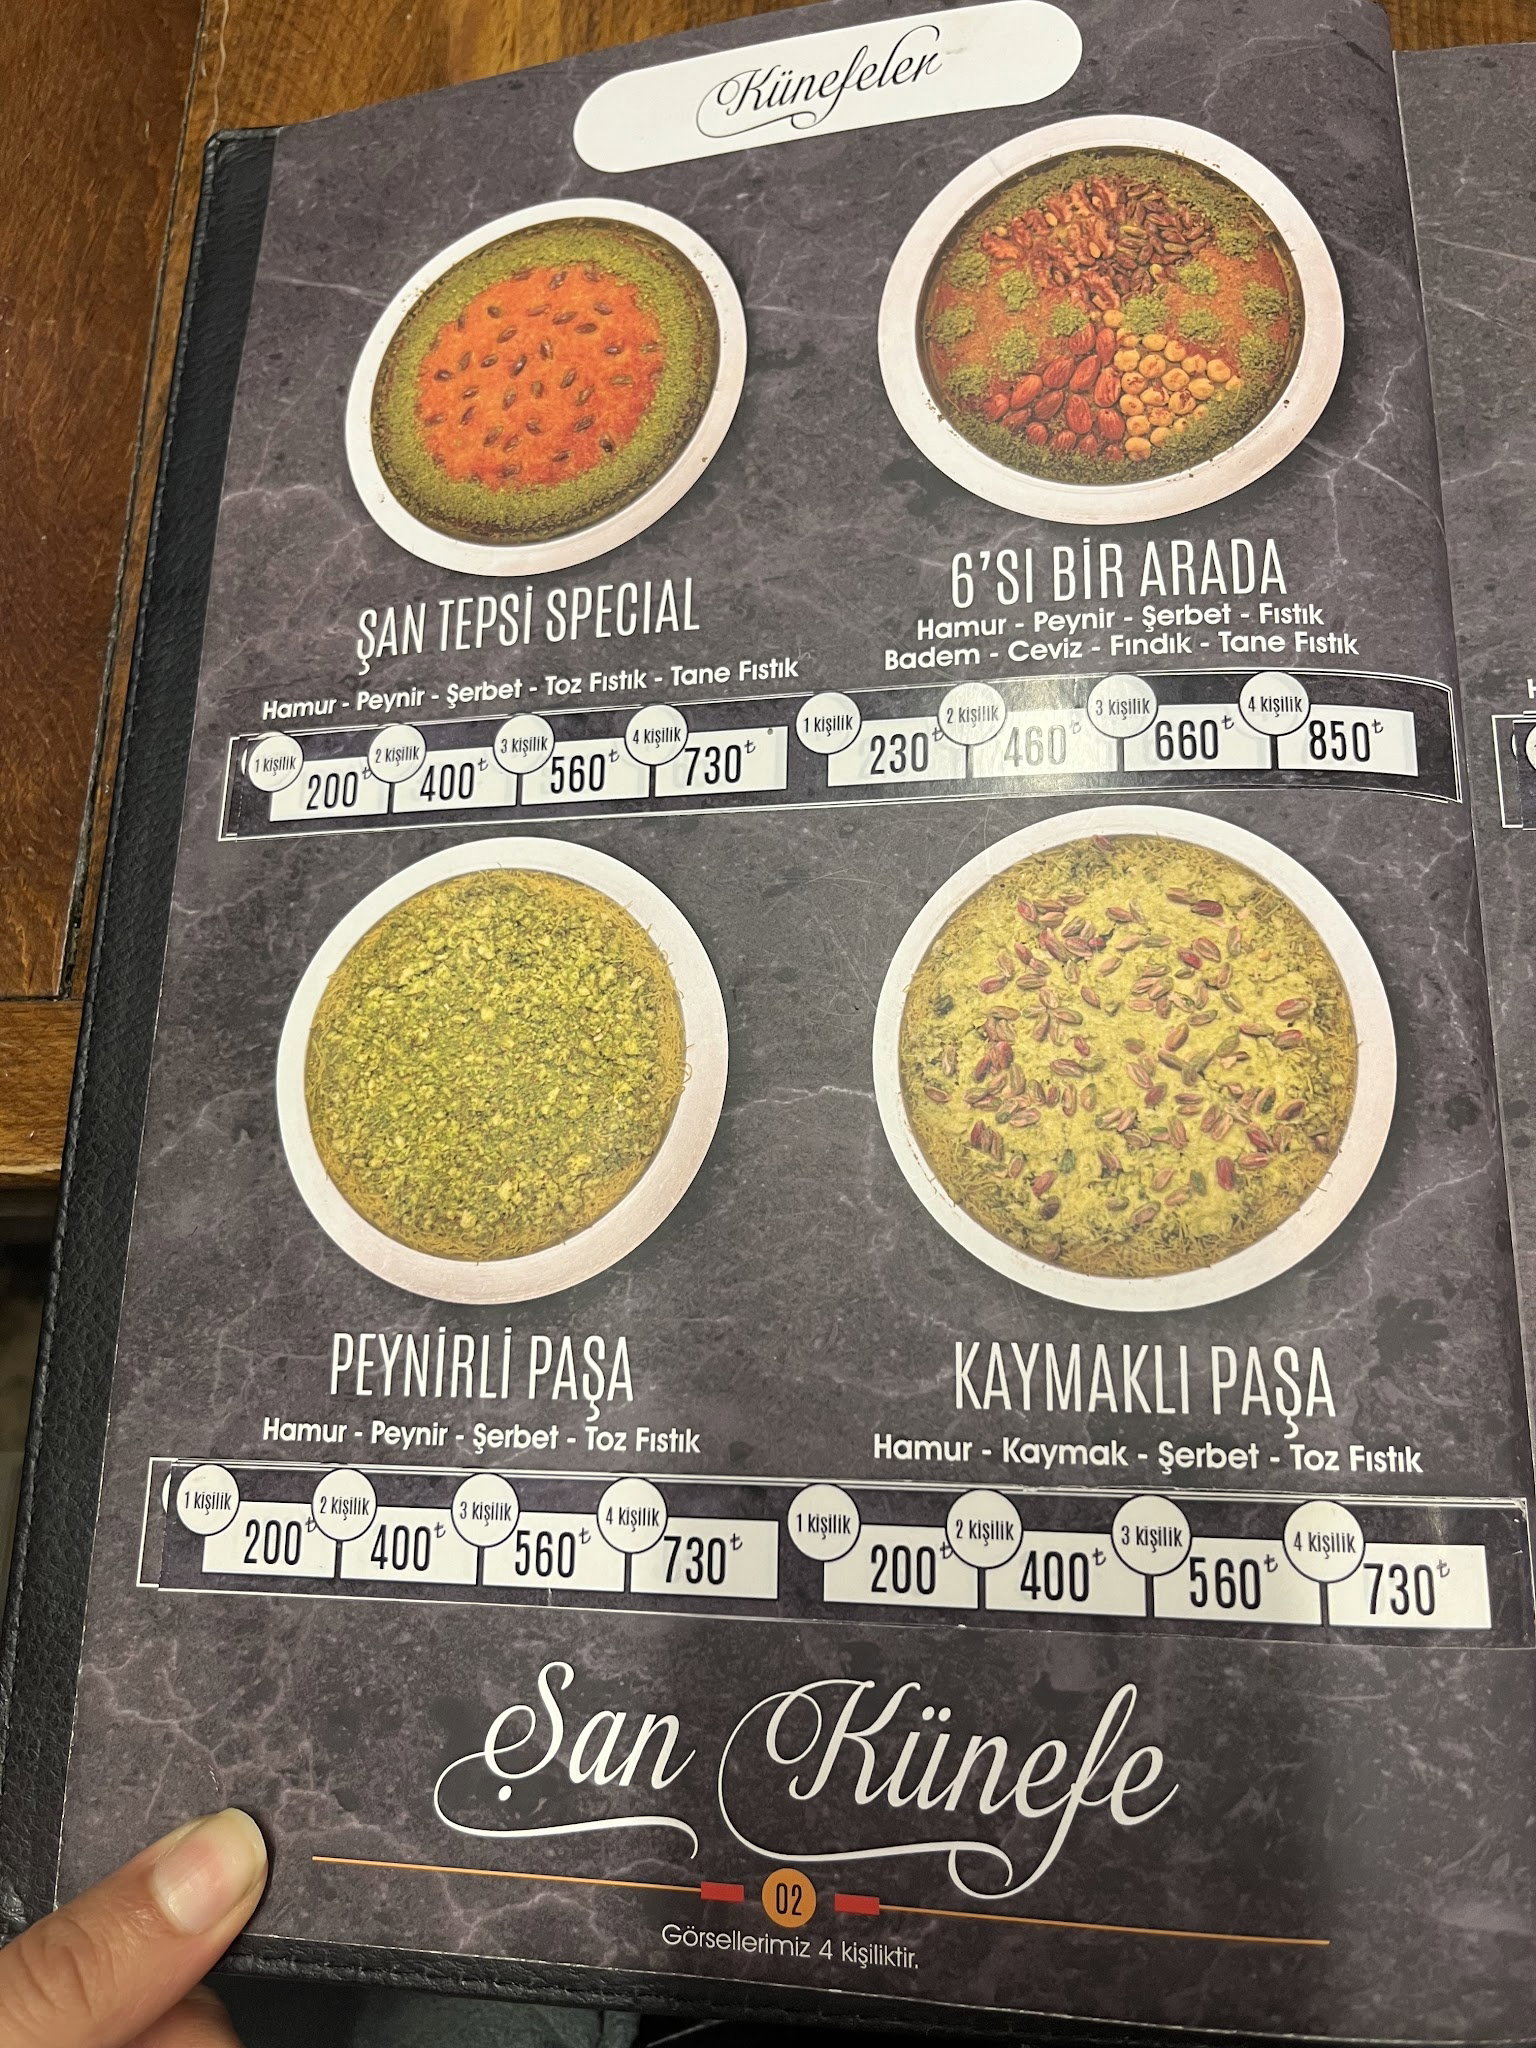 Künefeler
ŞAN TEPSİ SPECIAL
Hamur - Peynir - Şerbet - Toz Fıstık - Tane Fıstık
1 kişilik 200₺ 2 kişilik 400₺ 3 kişilik 560₺ 4 kişilik 730₺
6'SI BİR ARADA
Hamur - Peynir - Şerbet - Fıstık
Badem - Ceviz - Fındık - Tane Fıstık
1 kişilik 230₺ 2 kişilik 460₺ 3 kişilik 660₺ 4 kişilik 850₺
PEYNİRLİ PAŞA
Hamur - Peynir - Şerbet - Toz Fıstık
1 kişilik 200₺ 2 kişilik 400₺ 3 kişilik 560₺ 4 kişilik 730₺
KAYMAKLI PAŞA
Hamur - Kaymak - Şerbet - Toz Fıstık
1 kişilik 200₺ 2 kişilik 400₺ 3 kişilik 560₺ 4 kişilik 730₺
Şan Künefe
02
Görsellerimiz 4 kişiliktir.